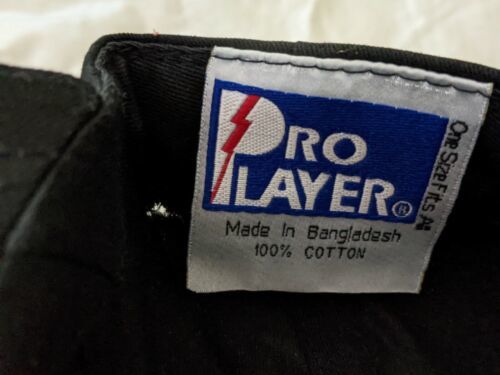 PRO
PLAYER®
Made In Bangladesh
100% COTTON
One Size Fits All